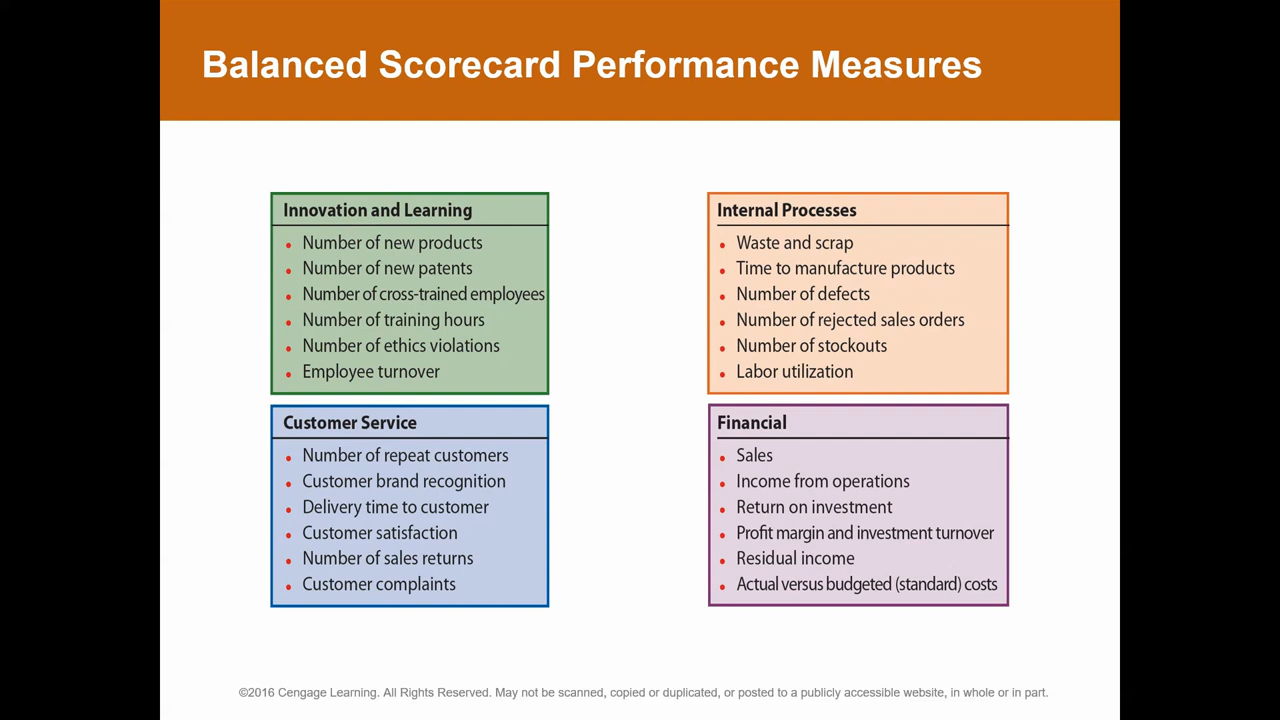 Balanced Scorecard Performance Measures
Innovation and Learning
• Number of new products
• Number of new patents
• Number of cross-trained employees
• Number of training hours
• Number of ethics violations
• Employee turnover
Internal Processes
• Waste and scrap
• Time to manufacture products
• Number of defects
• Number of rejected sales orders
• Number of stockouts
• Labor utilization
Customer Service
• Number of repeat customers
• Customer brand recognition
• Delivery time to customer
• Customer satisfaction
• Number of sales returns
• Customer complaints
Financial
• Sales
• Income from operations
• Return on investment
• Profit margin and investment turnover
• Residual income
• Actual versus budgeted (standard) costs
©2016 Cengage Learning. All Rights Reserved. May not be scanned, copied or duplicated, or posted to a publicly accessible website, in whole or in part.